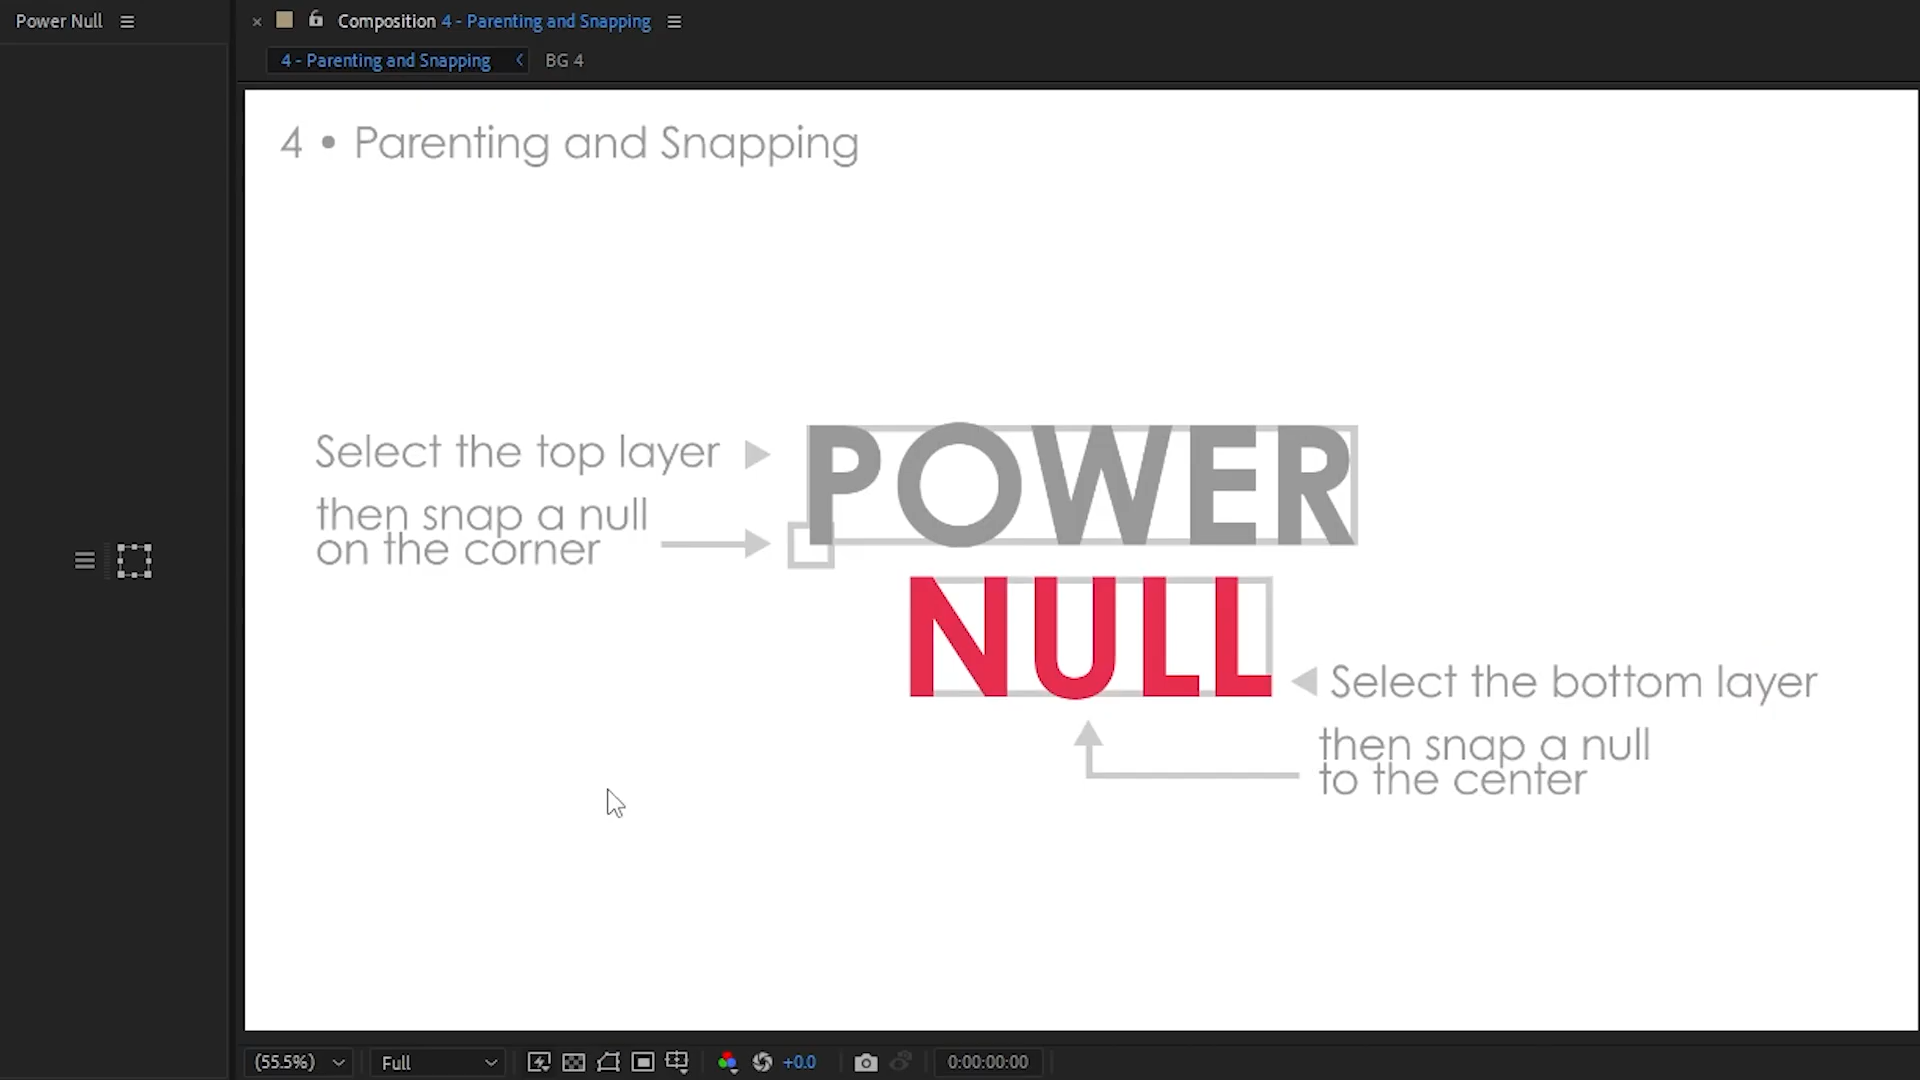 Power Null
Composition 4 - Parenting and Snapping
4 - Parenting and Snapping
BG 4
4 • Parenting and Snapping
Select the top layer
then snap a null
on the corner
POWER
NULL
Select the bottom layer
then snap a null
to the center
(55.5%)
Full
+0.0
0:00:00:00